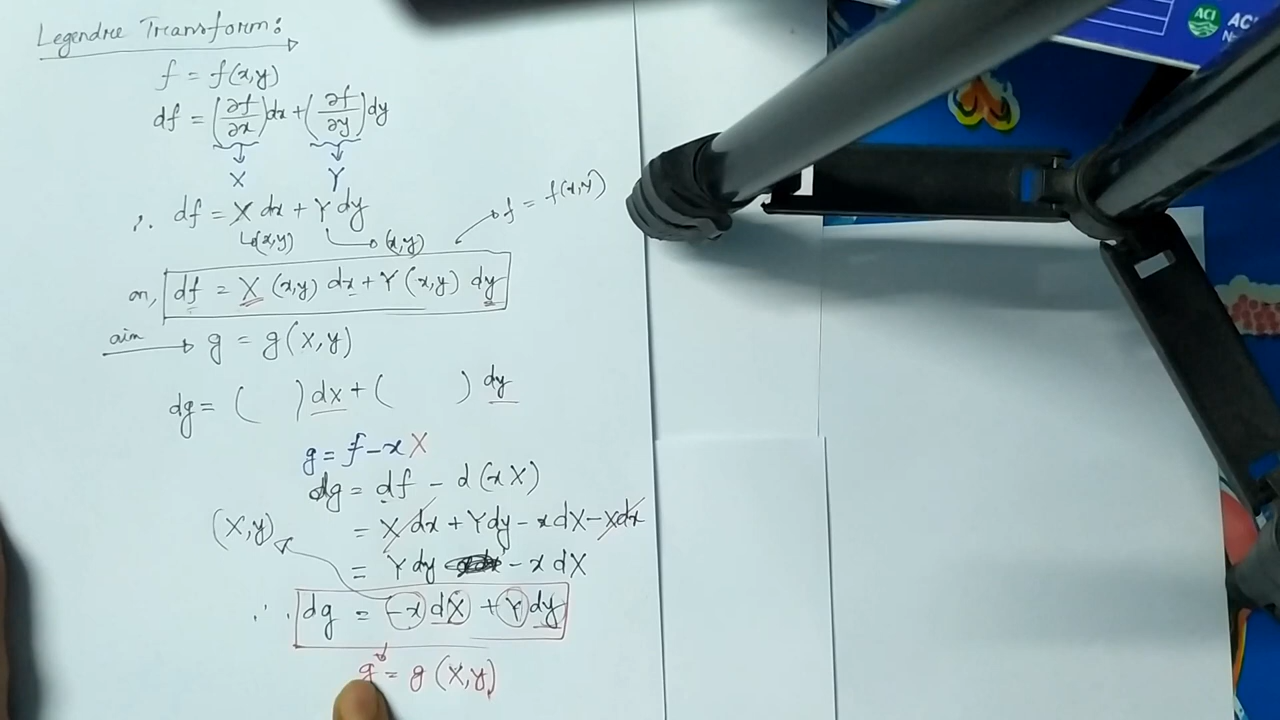 Legendre Transform:
f = f(x,y)
df = (∂f/∂x)dx + (∂f/∂y)dy
X Y
∴ df = X dx + Y dy
f = f(x,y)
(x,y) (x,y)
or, df = X (x,y) dx + Y (x,y) dy
aim → g = g(X,y)
dg = ( ) dX + ( ) dy
g = f - xX
dg = df - d(xX)
(X,y) = X dx + Y dy - x dX - X dx
= Y dy - x dX
∴ dg = -x dX + Y dy
g = g (X,y)
ACI